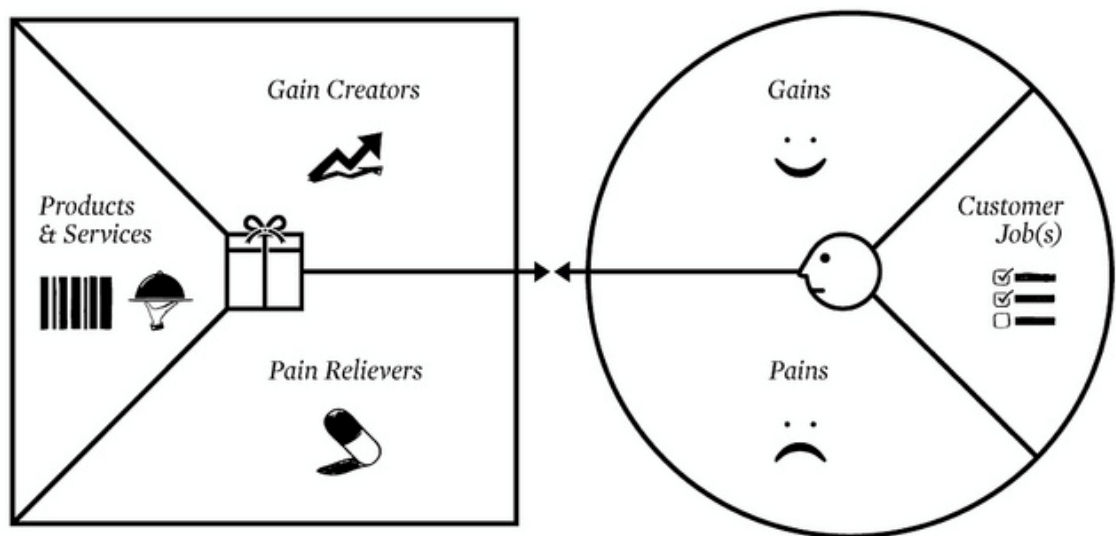 Gain Creators
Products
& Services
Pain Relievers
Gains
Customer
Job(s)
Pains